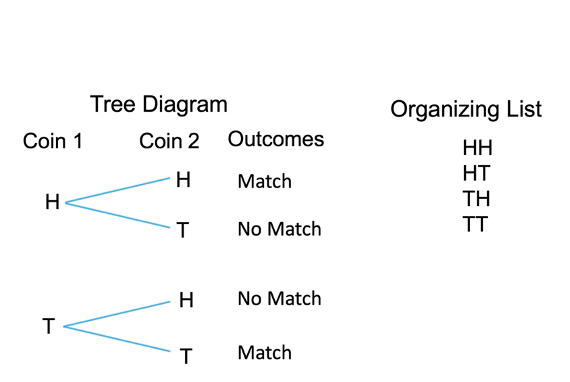 Tree Diagram
Coin 1 Coin 2 Outcomes
H Match
H
T No Match
H No Match
T
T Match
Organizing List
HH
HT
TH
TT